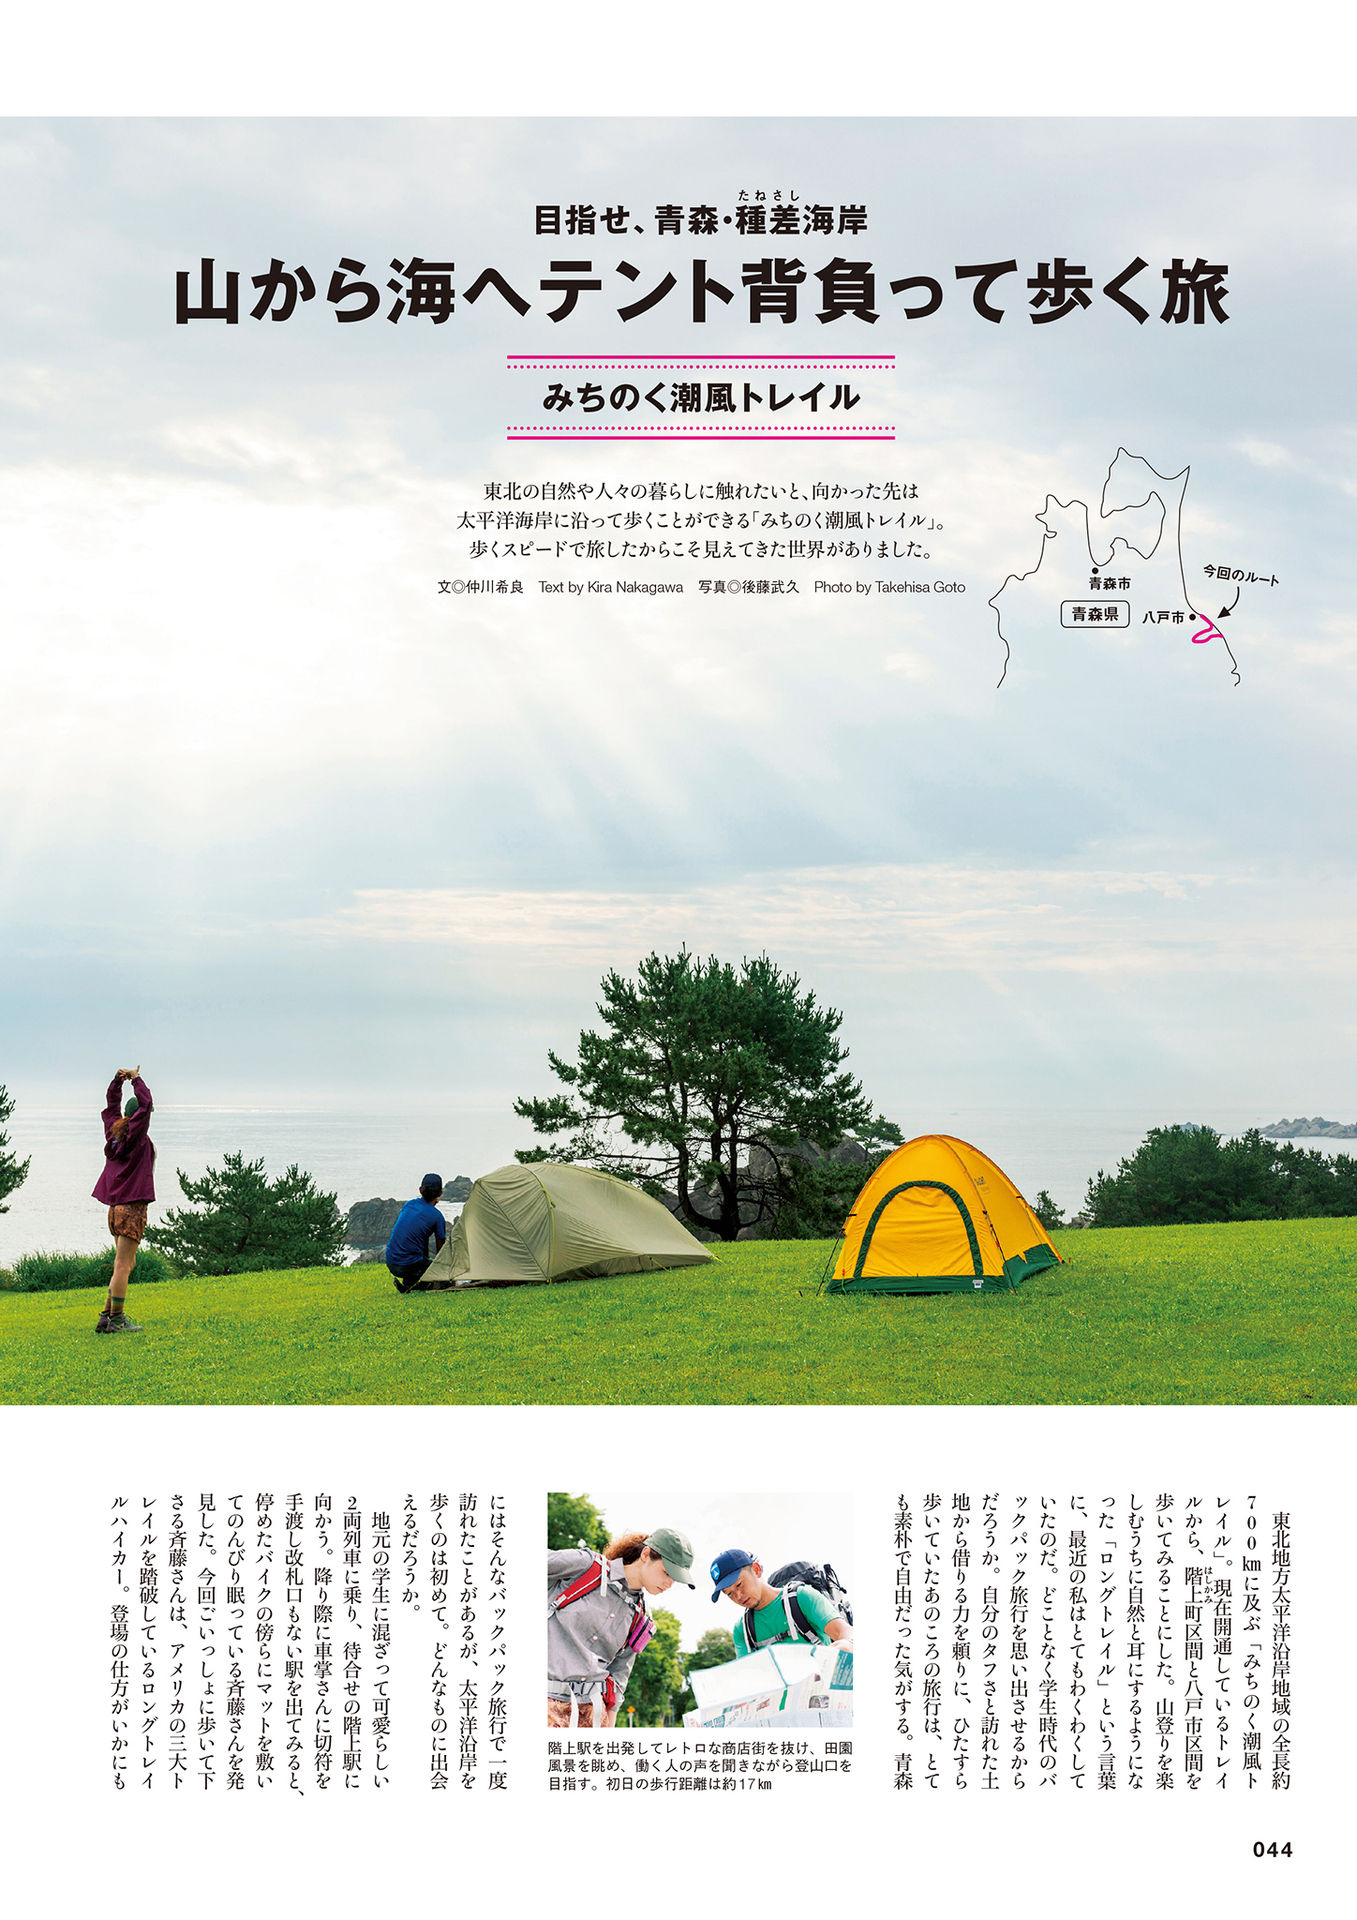 目指せ、青森・種差海岸
たねさし
山から海へテント背負って歩く旅
みちのく潮風トレイル
東北の自然や人々の暮らしに触れたいと、向かった先は
太平洋海岸に沿って歩くことができる「みちのく潮風トレイル」。
歩くスピードで旅したからこそ見えてきた世界がありました。
文◎仲川希良　Text by Kira Nakagawa　写真◎後藤武久　Photo by Takehisa Goto
今回のルート
青森市
青森県
八戸市
東北地方太平洋沿岸地域の全長約
700㎞に及ぶ「みちのく潮風ト
レイル」。現在開通しているトレイ
ルから、階上町区間と八戸市区間を
はしかみ
歩いてみることにした。山登りを楽
しむうちに自然と耳にするようにな
った「ロングトレイル」という言葉
に、最近の私はとてもわくわくして
いたのだ。どことなく学生時代のバ
ックパック旅行を思い出させるから
だろうか。自分のタフさと訪れた土
地から借りる力を頼りに、ひたすら
歩いていたあのころの旅行は、とて
も素朴で自由だった気がする。青森
にはそんなバックパック旅行で一度
訪れたことがあるが、太平洋沿岸を
歩くのは初めて。どんなものに出会
えるだろうか。
地元の学生に混ざって可愛らしい
2両列車に乗り、待合せの階上駅に
向かう。降り際に車掌さんに切符を
手渡し改札口もない駅を出てみると、
停めたバイクの傍らにマットを敷い
てのんびり眠っている斉藤さんを発
見した。今回ごいっしょに歩いて下
さる斉藤さんは、アメリカの三大ト
レイルを踏破しているロングトレイ
ルハイカー。登場の仕方がいかにも
階上駅を出発してレトロな商店街を抜け、田園
風景を眺め、働く人の声を聞きながら登山口を
目指す。初日の歩行距離は約17㎞
044